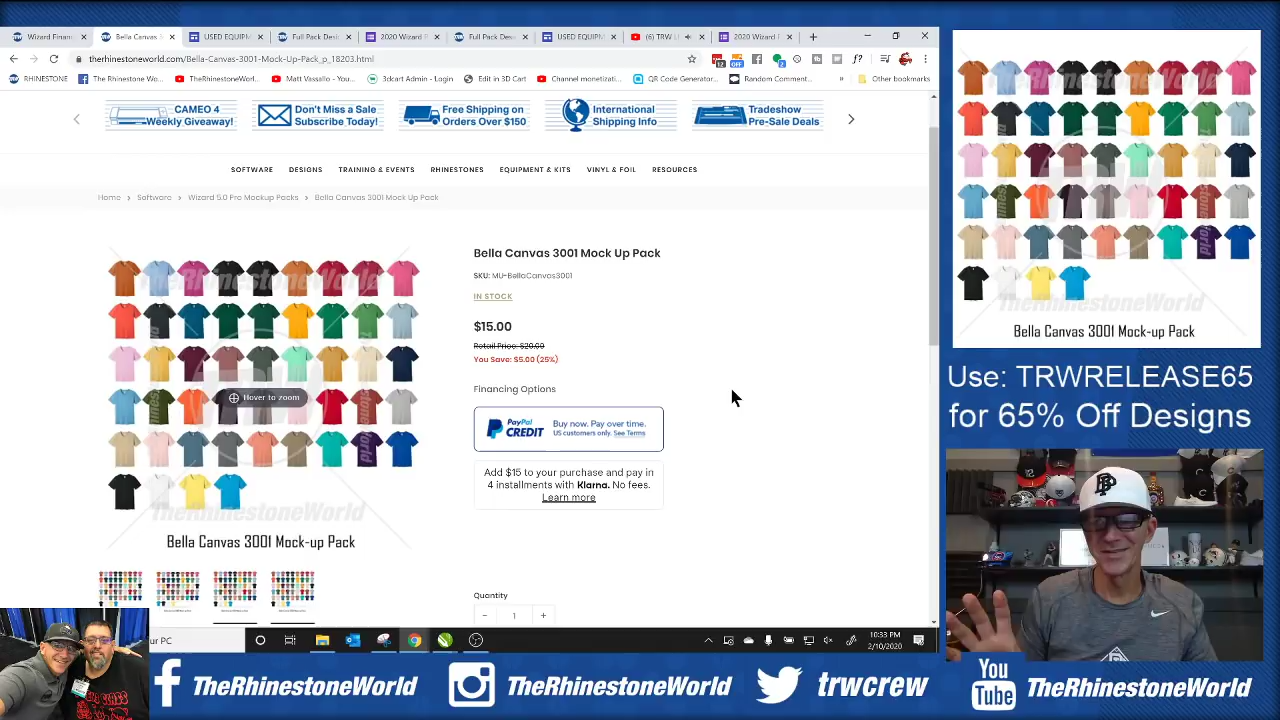 Wizard Finan
Bella Canvas
USED EQUIPM
Full Pack Desi
2020 Wizard F
Full Pack Des
USED EQUIPM
(6) TRW L
2020 Wizard
therhinestoneworld.com/Bella-Canvas-3001-Mock-Up-Pack_p_18203.html
RHINESTONE
The Rhinestone Wo
TheRhinestoneWorl
Matt Vassallo - You
3dcart Admin - Login
Edit in 3D Cart
Channel monetizati
QR Code Generator
Random Comment
Other bookmarks
CAMEO 4
Weekly Giveaway!
Don't Miss a Sale
Subscribe Today!
Free Shipping on
Orders Over $150
International
Shipping Info
Tradeshow
Pre-Sale Deals
SOFTWARE DESIGNS TRAINING & EVENTS RHINESTONES EQUIPMENT & KITS VINYL & FOIL RESOURCES
Home > Software > Wizard 5.0 Pro Mockup Packs > Bella Canvas 3001 Mock Up Pack
Hover to zoom
TheRhinestoneWorld
Bella Canvas 3001 Mock-up Pack
Bella Canvas 3001 Mock Up Pack
SKU: MU-BellaCanvas3001
IN STOCK
$15.00
Retail Price: $20.00
You Save: $5.00 (25%)
Financing Options
PayPal CREDIT
Buy now. Pay over time.
US customers only. See Terms
Add $15 to your purchase and pay in
4 installments with Klarna. No fees.
Learn more
Quantity
- 1 +
ur PC
10:33 PM
2/10/2020
TheRhinestoneWorld
Bella Canvas 3001 Mock-up Pack
Use: TRWRELEASE65
for 65% Off Designs
TheRhinestoneWorld
TheRhinestoneWorld
trwcrew
You
Tube
TheRhinestoneWorld